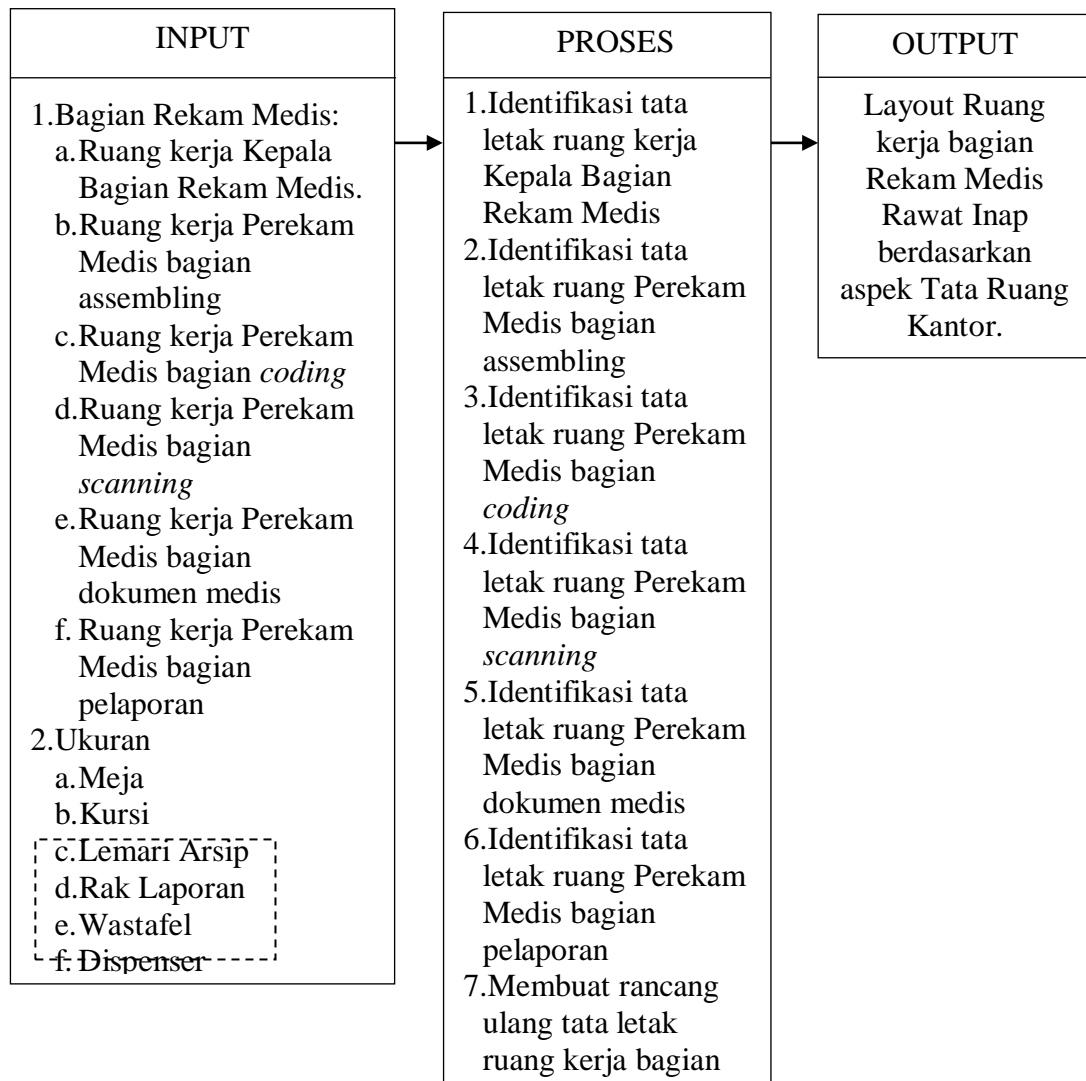 INPUT
1.Bagian Rekam Medis:
a.Ruang kerja Kepala
Bagian Rekam Medis.
b.Ruang kerja Perekam
Medis bagian
assembling
c.Ruang kerja Perekam
Medis bagian coding
d.Ruang kerja Perekam
Medis bagian
scanning
e.Ruang kerja Perekam
Medis bagian
dokumen medis
f. Ruang kerja Perekam
Medis bagian
pelaporan
2.Ukuran
a.Meja
b.Kursi
c.Lemari Arsip
d.Rak Laporan
e.Wastafel
f. Dispenser
PROSES
1.Identifikasi tata
letak ruang kerja
Kepala Bagian
Rekam Medis
2.Identifikasi tata
letak ruang Perekam
Medis bagian
assembling
3.Identifikasi tata
letak ruang Perekam
Medis bagian
coding
4.Identifikasi tata
letak ruang Perekam
Medis bagian
scanning
5.Identifikasi tata
letak ruang Perekam
Medis bagian
dokumen medis
6.Identifikasi tata
letak ruang Perekam
Medis bagian
pelaporan
7.Membuat rancang
ulang tata letak
ruang kerja bagian
OUTPUT
Layout Ruang
kerja bagian
Rekam Medis
Rawat Inap
berdasarkan
aspek Tata Ruang
Kantor.